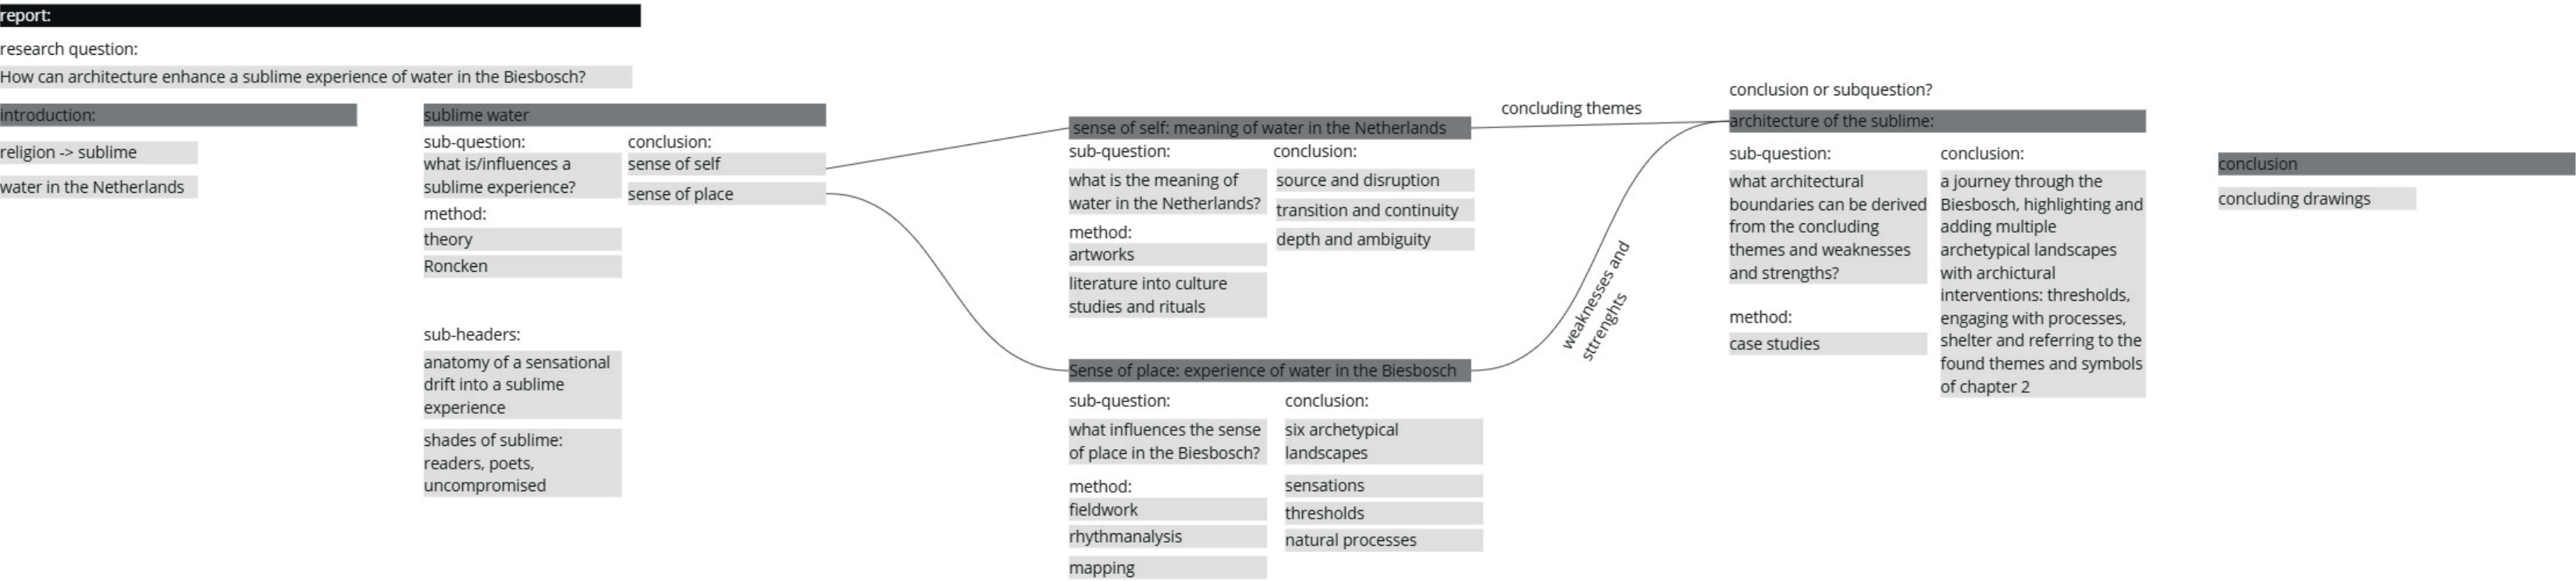 report:
research question:
How can architecture enhance a sublime experience of water in the Biesbosch?
introduction:
religion -> sublime
water in the Netherlands
sublime water
sub-question:
what is/influences a
sublime experience?
method:
theory
Roncken
conclusion:
sense of self
sense of place
sub-headers:
anatomy of a sensational
drift into a sublime
experience
shades of sublime:
readers, poets,
uncompromised
sense of self: meaning of water in the Netherlands
sub-question:
what is the meaning of
water in the Netherlands?
method:
artworks
literature into culture
studies and rituals
conclusion:
source and disruption
transition and continuity
depth and ambiguity
Sense of place: experience of water in the Biesbosch
sub-question:
what influences the sense
of place in the Biesbosch?
method:
fieldwork
rhythmanalysis
mapping
conclusion:
six archetypical
landscapes
sensations
thresholds
natural processes
concluding themes
weaknesses and
sttrenghts
conclusion or subquestion?
architecture of the sublime:
sub-question:
what architectural
boundaries can be derived
from the concluding
themes and weaknesses
and strengths?
method:
case studies
conclusion:
a journey through the
Biesbosch, highlighting and
adding multiple
archetypical landscapes
with archictural
interventions: thresholds,
engaging with processes,
shelter and referring to the
found themes and symbols
of chapter 2
conclusion
concluding drawings